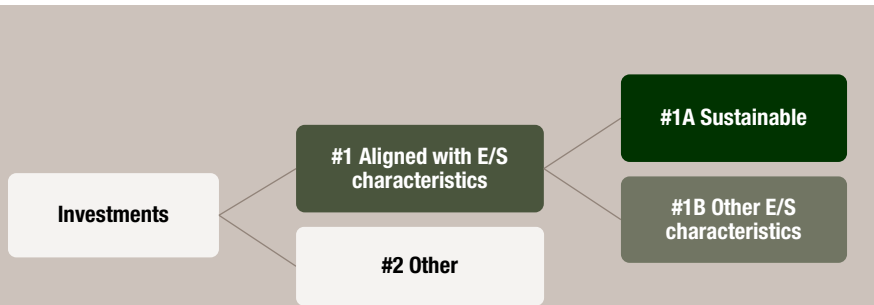 Investments
#1 Aligned with E/S
characteristics
#2 Other
#1A Sustainable
#1B Other E/S
characteristics